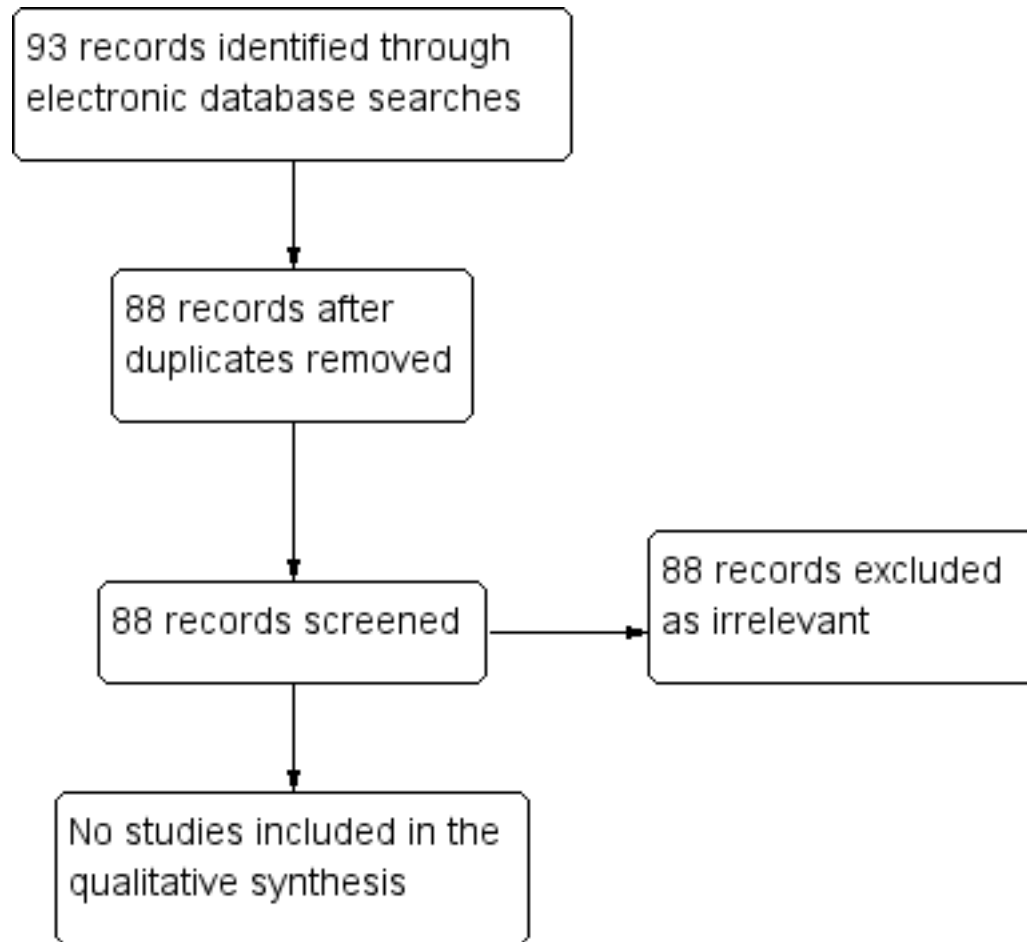 93 records identified through
electronic database searches
88 records after
duplicates removed
88 records screened
88 records excluded
as irrelevant
No studies included in the
qualitative synthesis